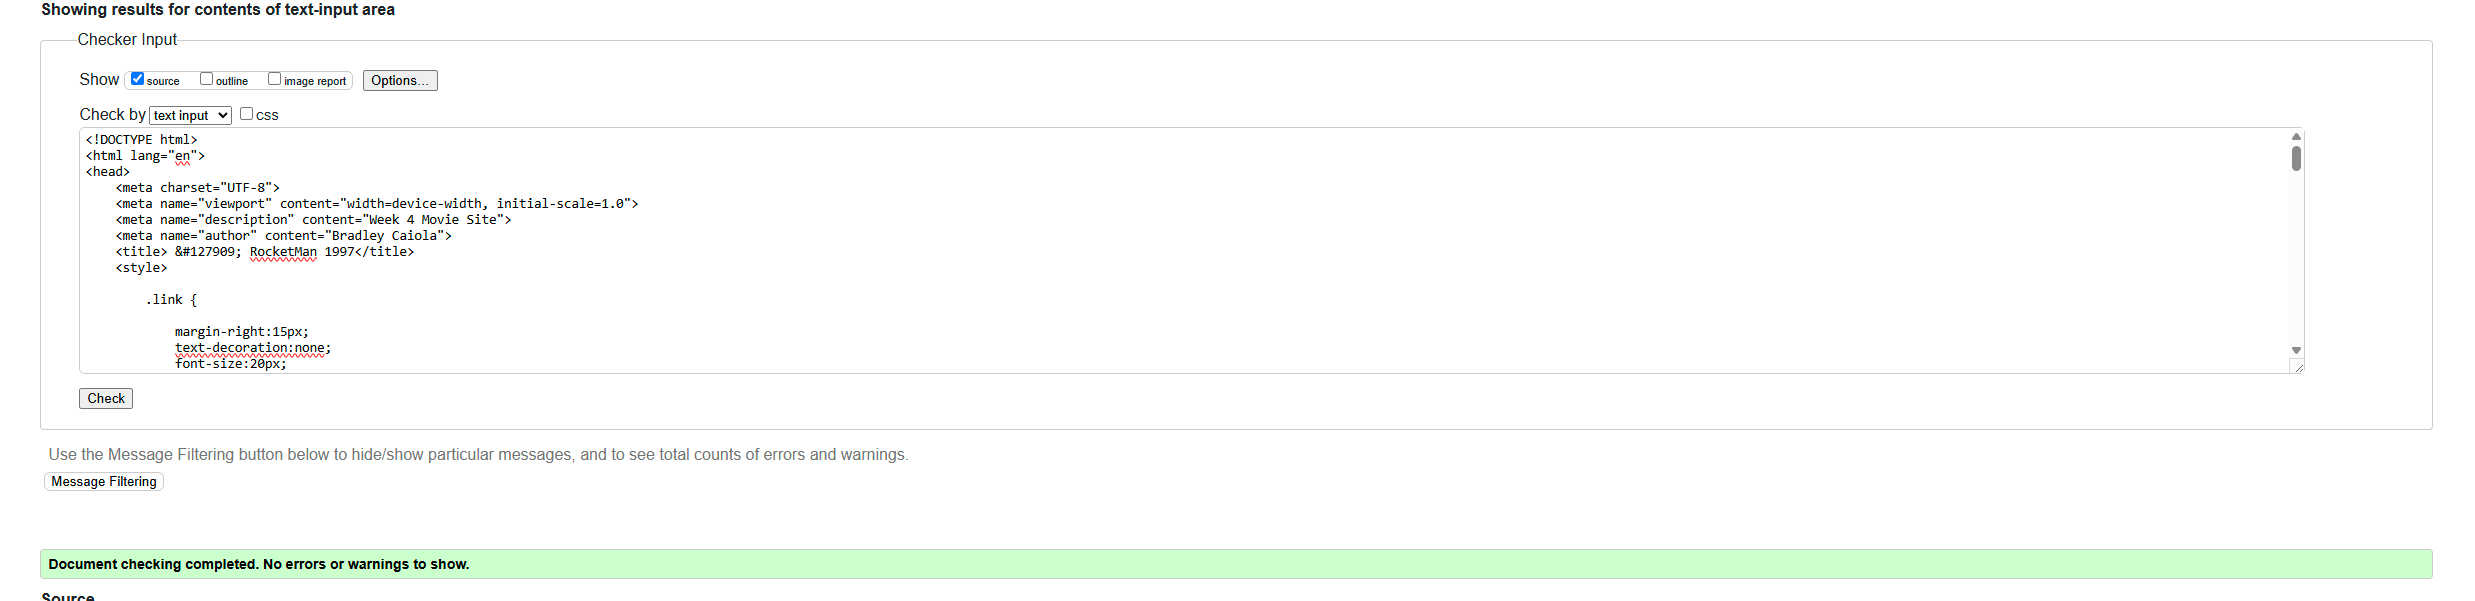 Showing results for contents of text-input area
Checker Input
Show source outline image report Options...
Check by text input css
<!DOCTYPE html>
<html lang="en">
<head>
    <meta charset="UTF-8">
    <meta name="viewport" content="width=device-width, initial-scale=1.0">
    <meta name="description" content="Week 4 Movie Site">
    <meta name="author" content="Bradley Caiola">
    <title> &#127909; RocketMan 1997</title>
    <style>
        .link {
            margin-right:15px;
            text-decoration:none;
            font-size:20px;
Check
Use the Message Filtering button below to hide/show particular messages, and to see total counts of errors and warnings.
Message Filtering
Document checking completed. No errors or warnings to show.
Source